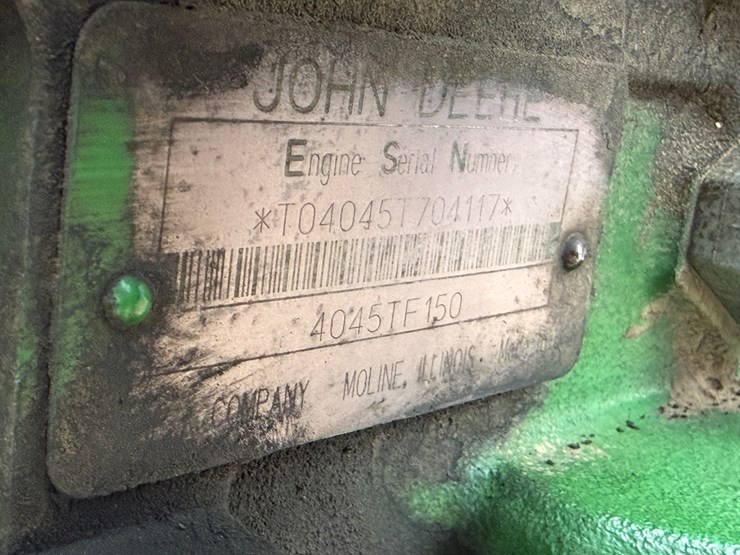 JOHN DEERE
Engine Serial Number
*T04045T704117*
4045TF150
COMPANY MOLINE, ILLINOIS